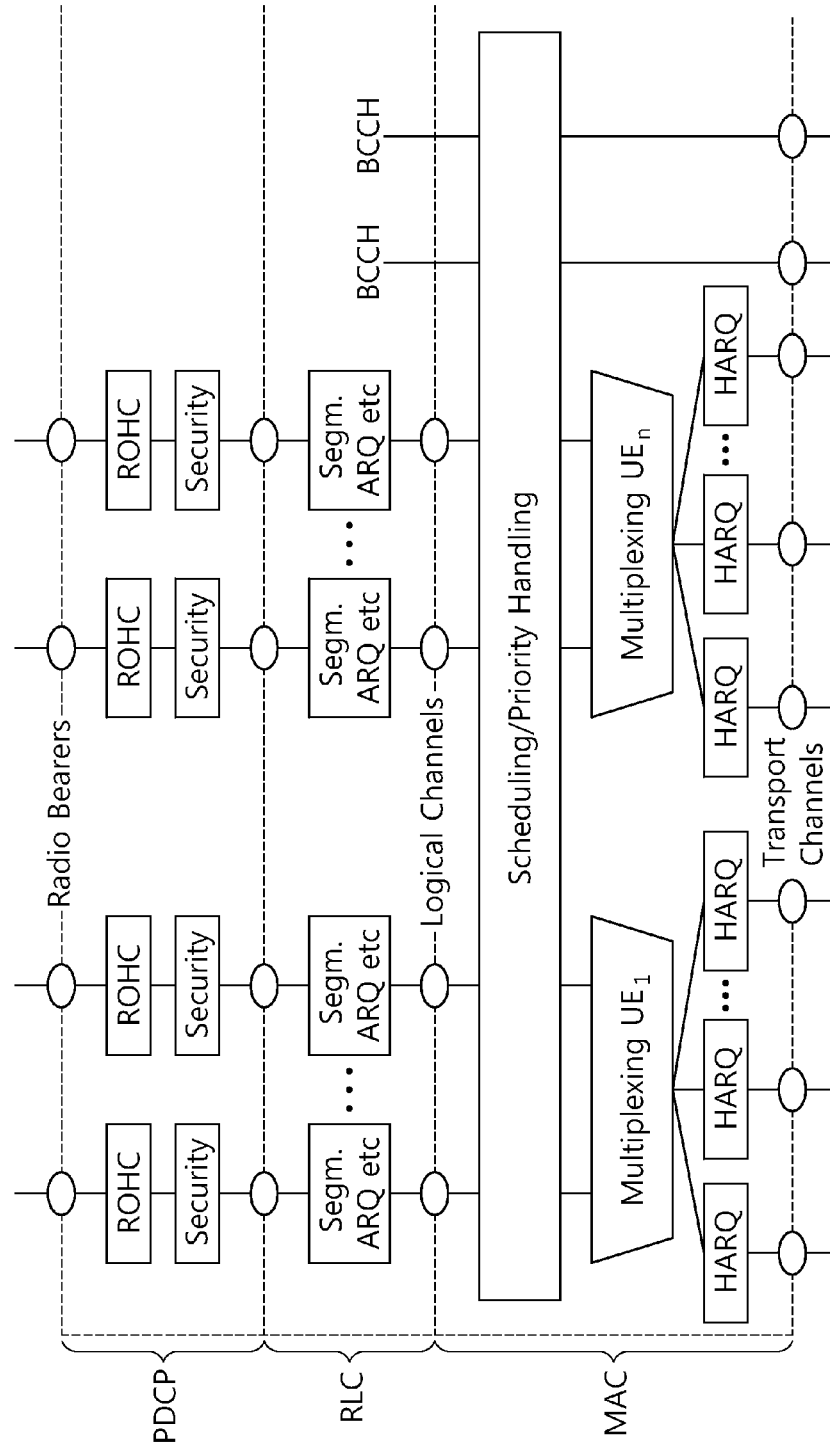 Radio Bearers
PDCP
ROHC
ROHC
ROHC
ROHC
Security
Security
Security
Security
RLC
Segm.
ARQ etc
...
Segm.
ARQ etc
Segm.
ARQ etc
...
Segm.
ARQ etc
BCCH
BCCH
Logical Channels
MAC
Scheduling/Priority Handling
Multiplexing UE1
Multiplexing UEn
HARQ
HARQ
...
HARQ
HARQ
HARQ
...
HARQ
Transport
Channels